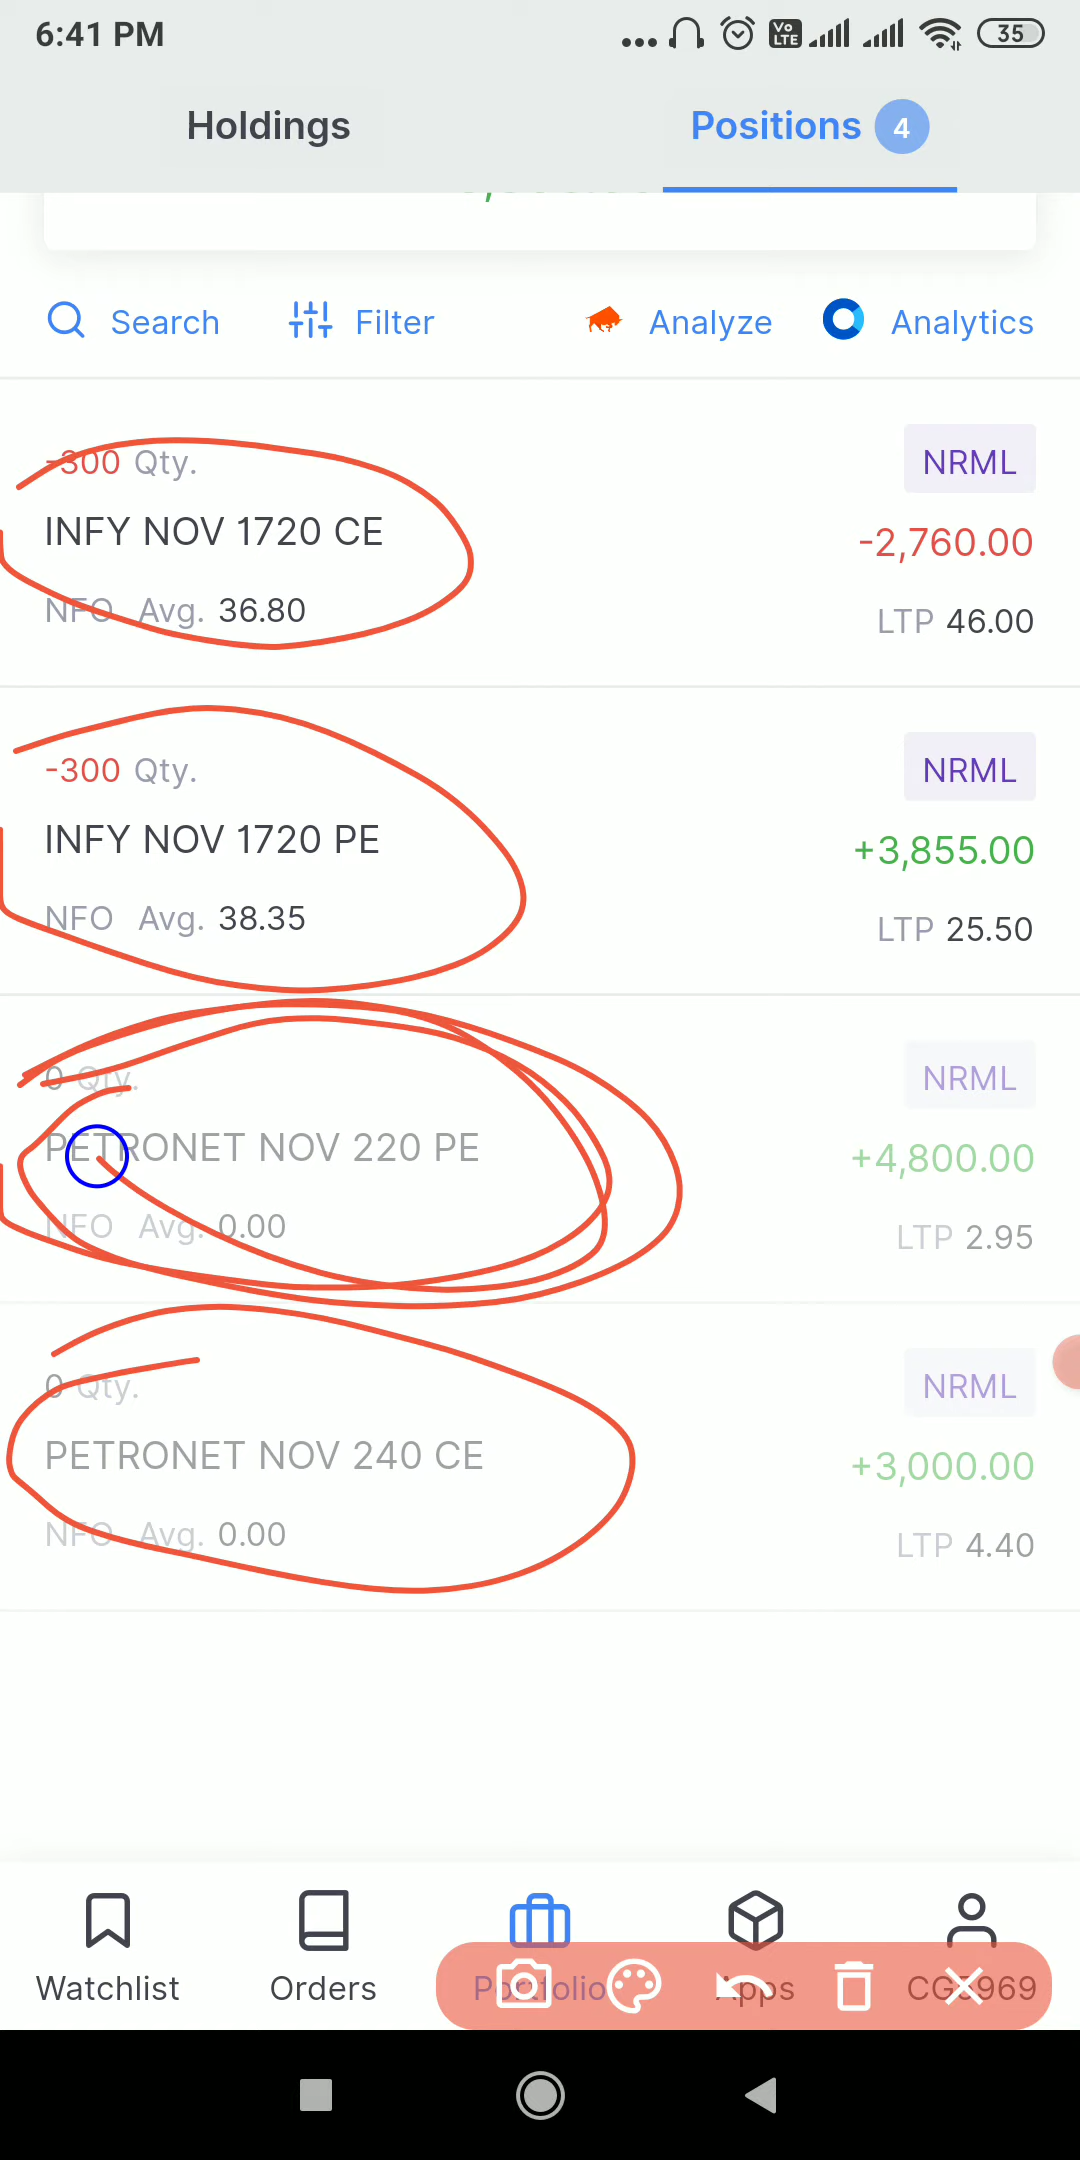 6:41 PM
Vo LTE
35
Holdings
Positions 4
Search
Filter
Analyze
Analytics
-300 Qty.
NRML
INFY NOV 1720 CE
-2,760.00
NFO Avg. 36.80
LTP 46.00
-300 Qty.
NRML
INFY NOV 1720 PE
+3,855.00
NFO Avg. 38.35
LTP 25.50
0 Qty.
NRML
PETRONET NOV 220 PE
+4,800.00
NFO Avg. 0.00
LTP 2.95
0 Qty.
NRML
PETRONET NOV 240 CE
+3,000.00
NFO Avg. 0.00
LTP 4.40
Watchlist
Orders
Portfolio
Apps